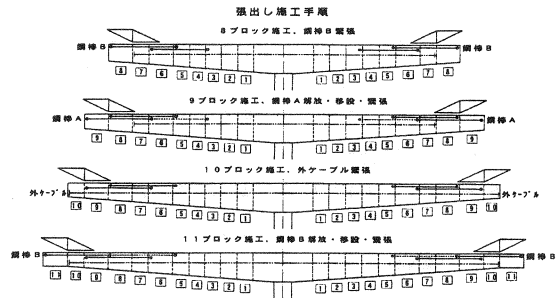 張出し施工手順
8ブロック施工、鋼棒B緊張
鋼棒B 鋼棒B
8 7 6 5 4 3 2 1 1 2 3 4 5 6 7 8
9ブロック施工、鋼棒A解放・移設・緊張
鋼棒A 鋼棒A
9 8 7 6 5 4 3 2 1 1 2 3 4 5 6 7 8 9
10ブロック施工、外ケーブル緊張
外ケーブル 外ケーブル
10 9 8 7 6 5 4 3 2 1 1 2 3 4 5 6 7 8 9 10
11ブロック施工、鋼棒B解放・移設・緊張
鋼棒B 鋼棒B
11 10 9 8 7 6 5 4 3 2 1 1 2 3 4 5 6 7 8 9 10 11